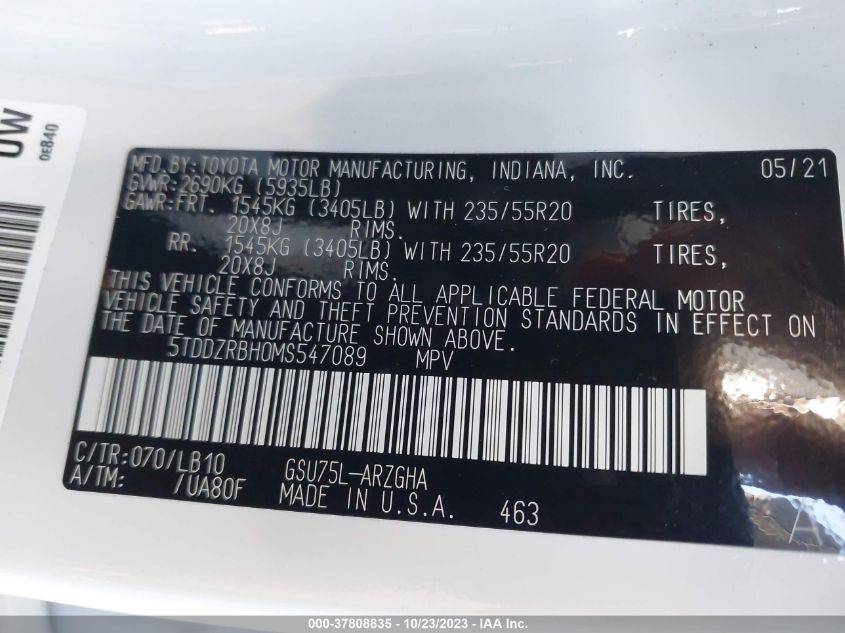 MFD.BY:TOYOTA MOTOR MANUFACTURING, INDIANA, INC. 05/21
GVWR:2690KG (5935LB)
GAWR:FRT. 1545KG (3405LB) WITH 235/55R20 TIRES,
20X8J RIMS.
RR. 1545KG (3405LB) WITH 235/55R20 TIRES,
20X8J RIMS.
THIS VEHICLE CONFORMS TO ALL APPLICABLE FEDERAL MOTOR
VEHICLE SAFETY AND THEFT PREVENTION STANDARDS IN EFFECT ON
THE DATE OF MANUFACTURE SHOWN ABOVE.
5TDDZRBH0MS547089 MPV
C/TR:070/LB10 GSU75L-ARZGHA
A/TM: /UA80F MADE IN U.S.A. 463
A
0E840
000-37808835 - 10/23/2023 - IAA Inc.